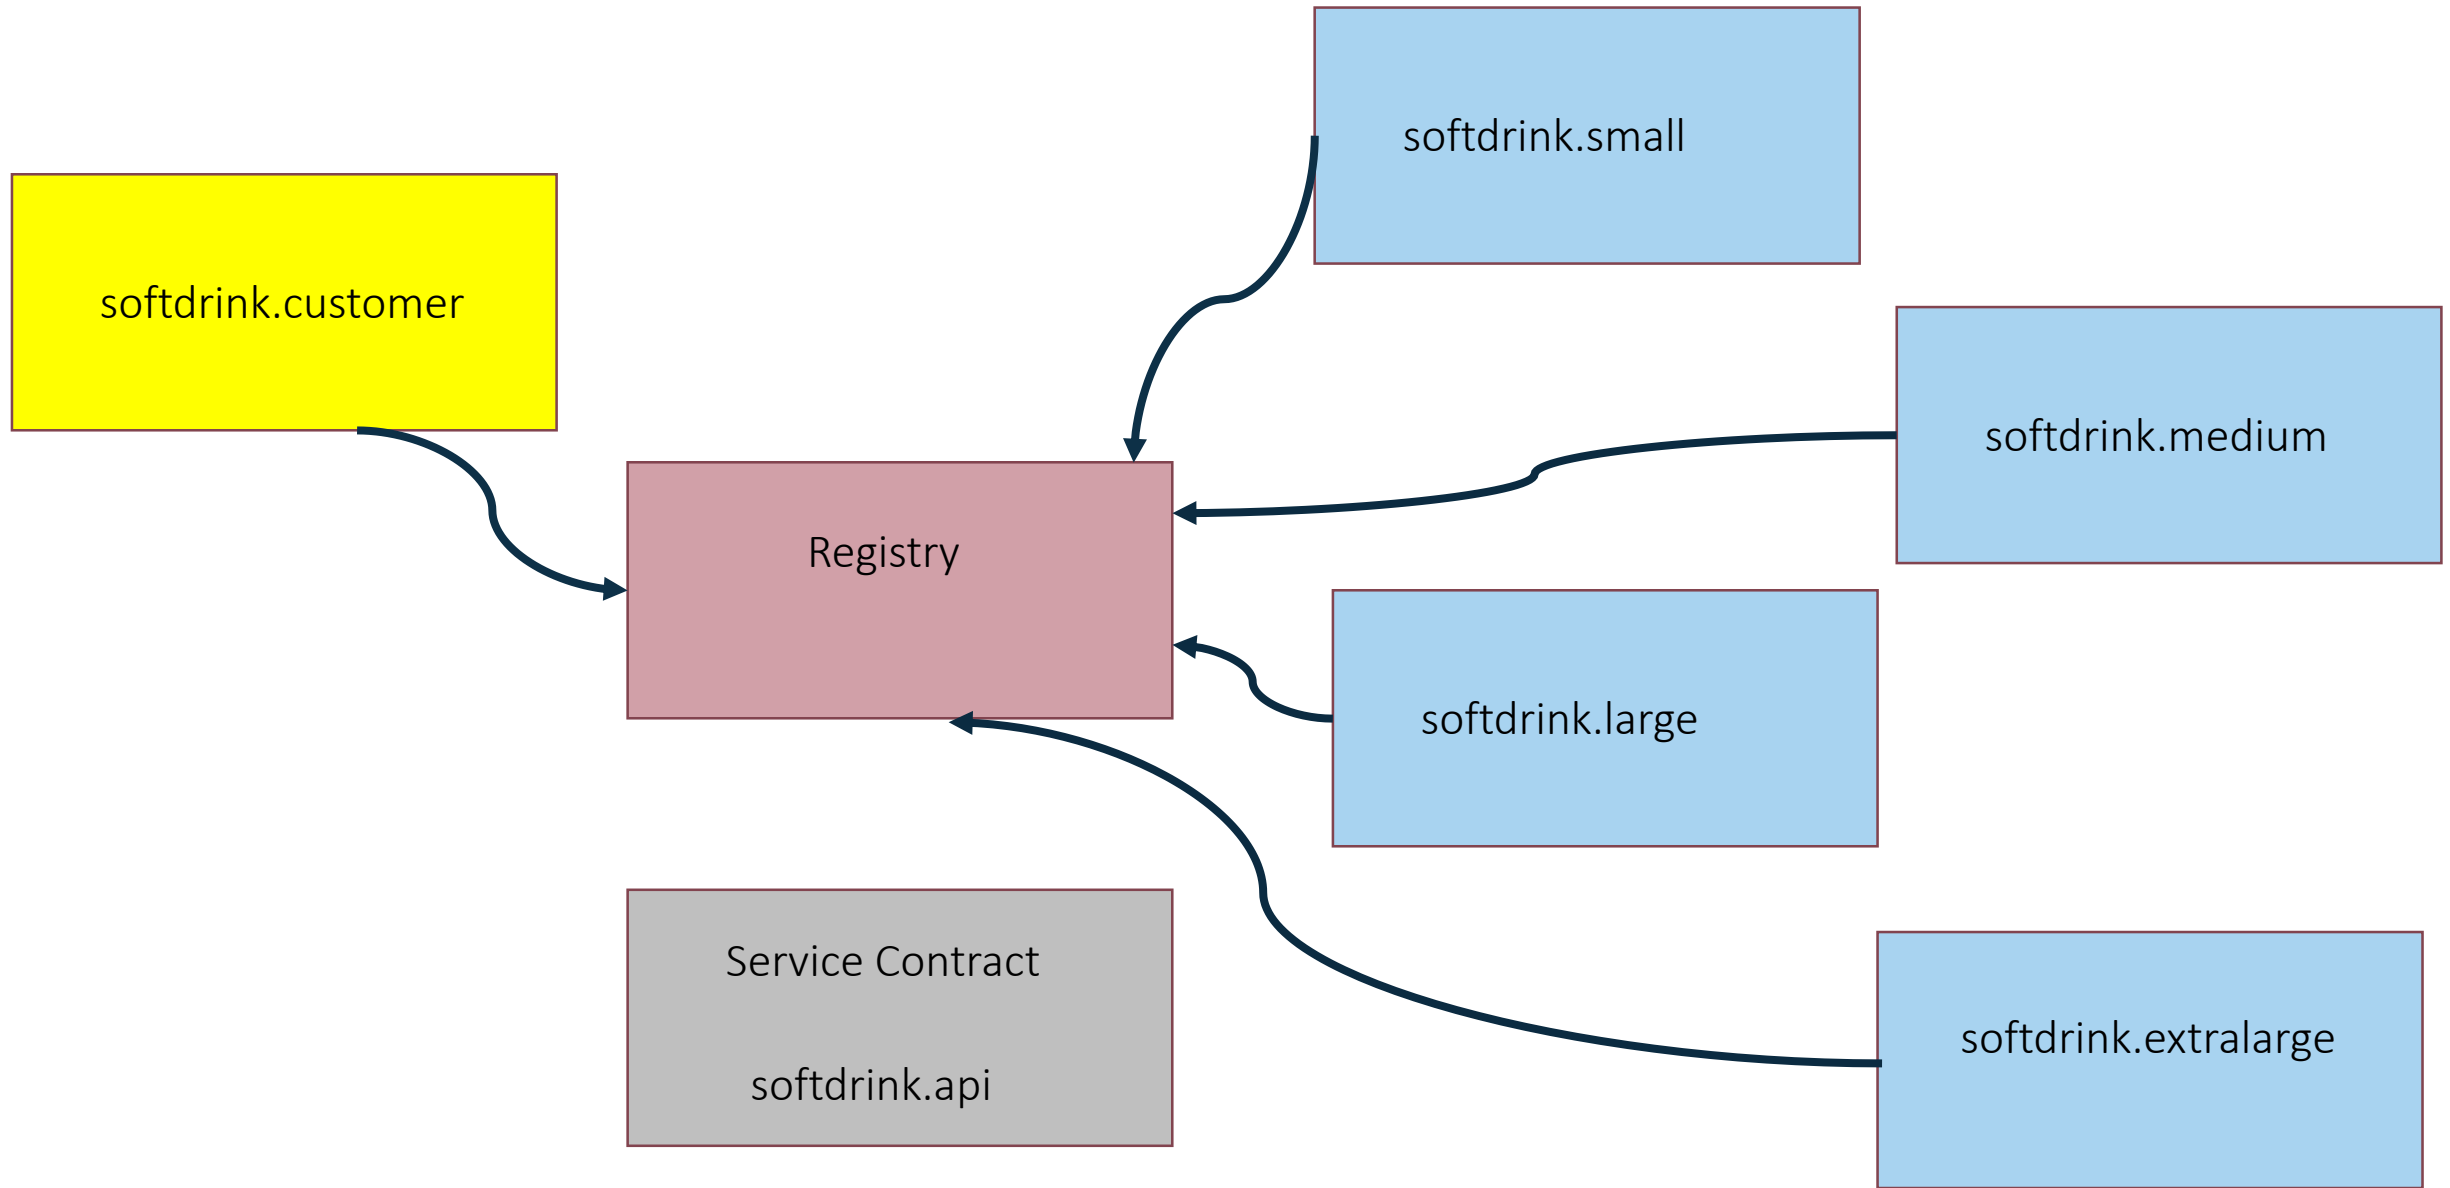 softdrink.small
softdrink.customer
softdrink.medium
Registry
softdrink.large
Service Contract
softdrink.api
softdrink.extralarge